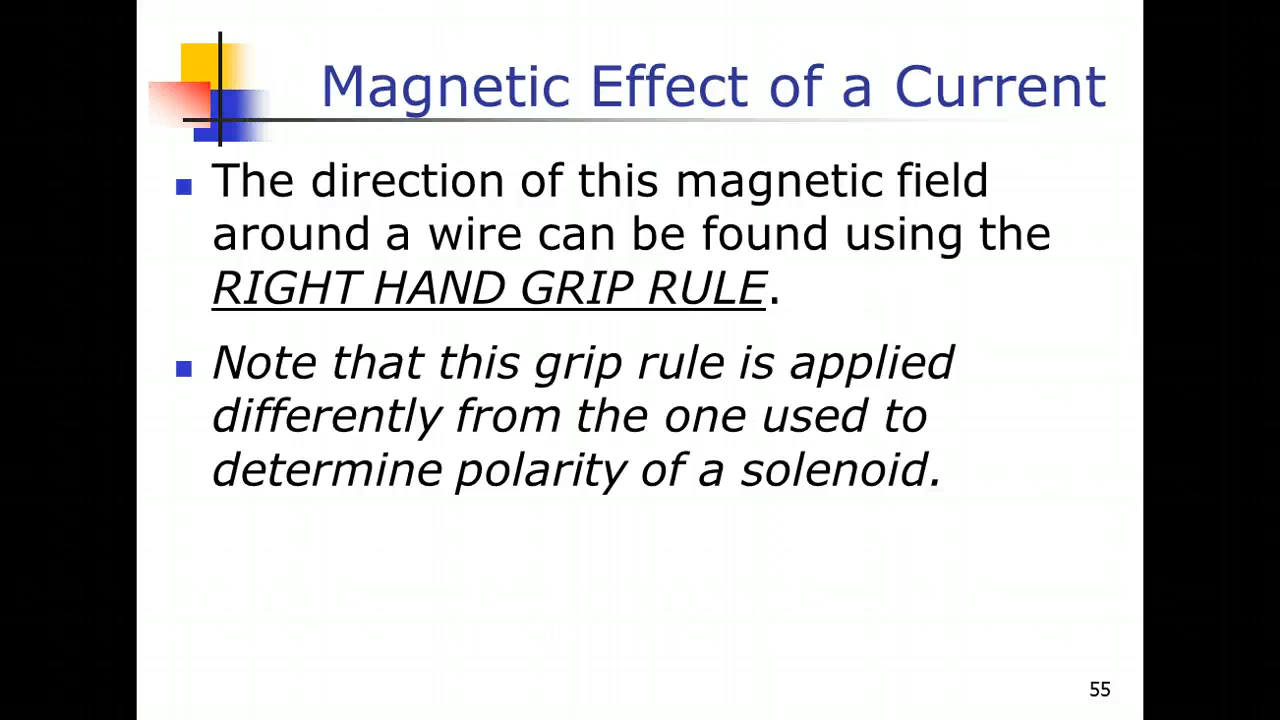 Magnetic Effect of a Current
The direction of this magnetic field
around a wire can be found using the
RIGHT HAND GRIP RULE.
Note that this grip rule is applied
differently from the one used to
determine polarity of a solenoid.
55